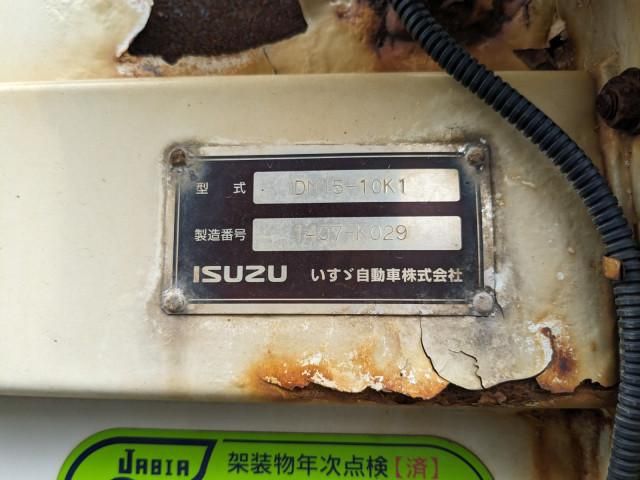 型式 DM15-10K1
製造番号 1407-K029
ISUZU いすゞ自動車株式会社
JABIA 架装物年次点検【済】